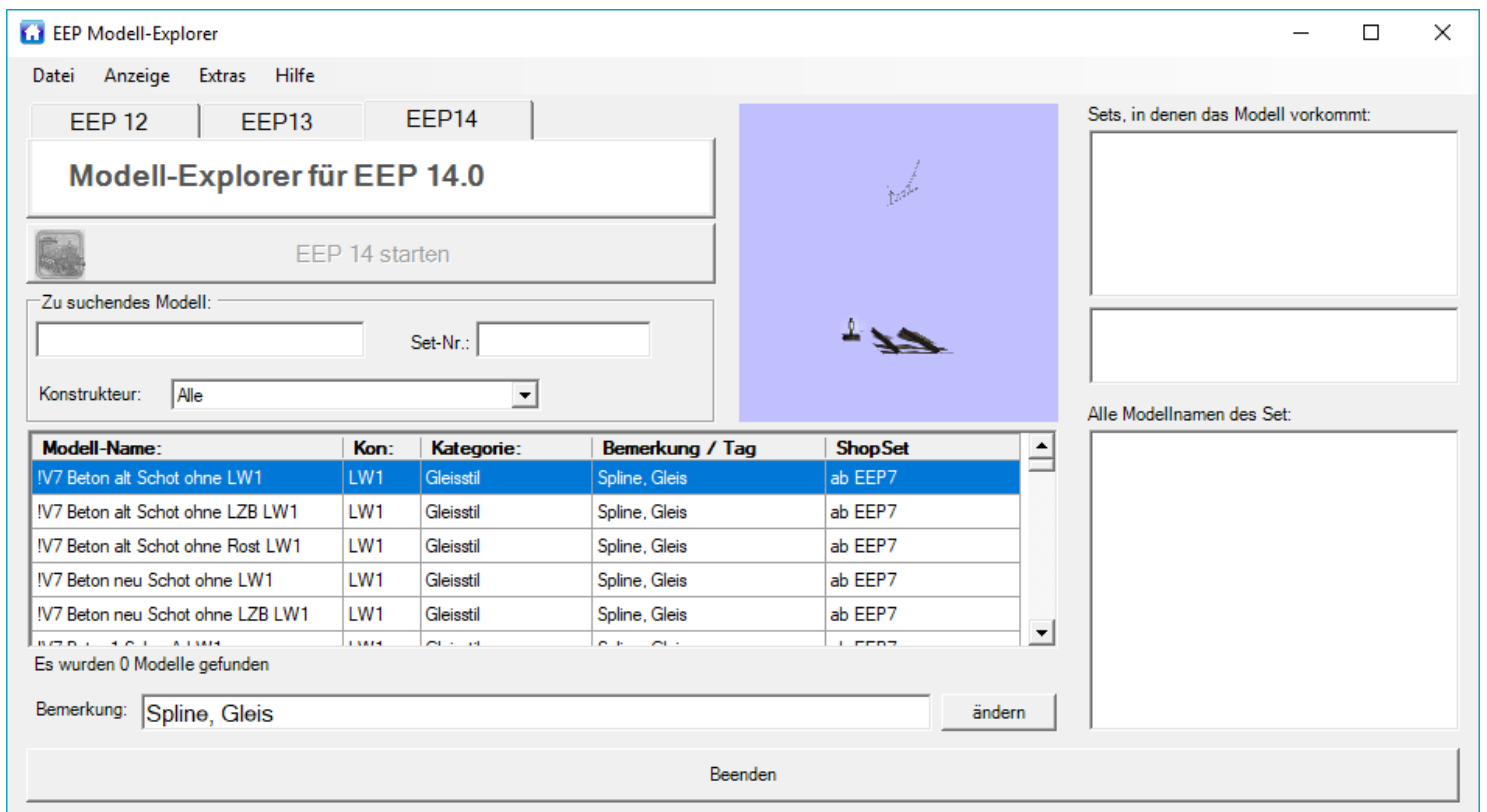 EEP Modell-Explorer
Datei Anzeige Extras Hilfe
EEP 12 EEP13 EEP14
Modell-Explorer für EEP 14.0
EEP 14 starten
Zu suchendes Modell:
Set-Nr.:
Konstrukteur: Alle
Sets, in denen das Modell vorkommt:
Alle Modellnamen des Set:
Modell-Name: Kon: Kategorie: Bemerkung / Tag ShopSet
!V7 Beton alt Schot ohne LW1 LW1 Gleisstil Spline, Gleis ab EEP7
!V7 Beton alt Schot ohne LZB LW1 LW1 Gleisstil Spline, Gleis ab EEP7
!V7 Beton alt Schot ohne Rost LW1 LW1 Gleisstil Spline, Gleis ab EEP7
!V7 Beton neu Schot ohne LW1 LW1 Gleisstil Spline, Gleis ab EEP7
!V7 Beton neu Schot ohne LZB LW1 LW1 Gleisstil Spline, Gleis ab EEP7
Es wurden 0 Modelle gefunden
Bemerkung: Spline, Gleis ändern
Beenden